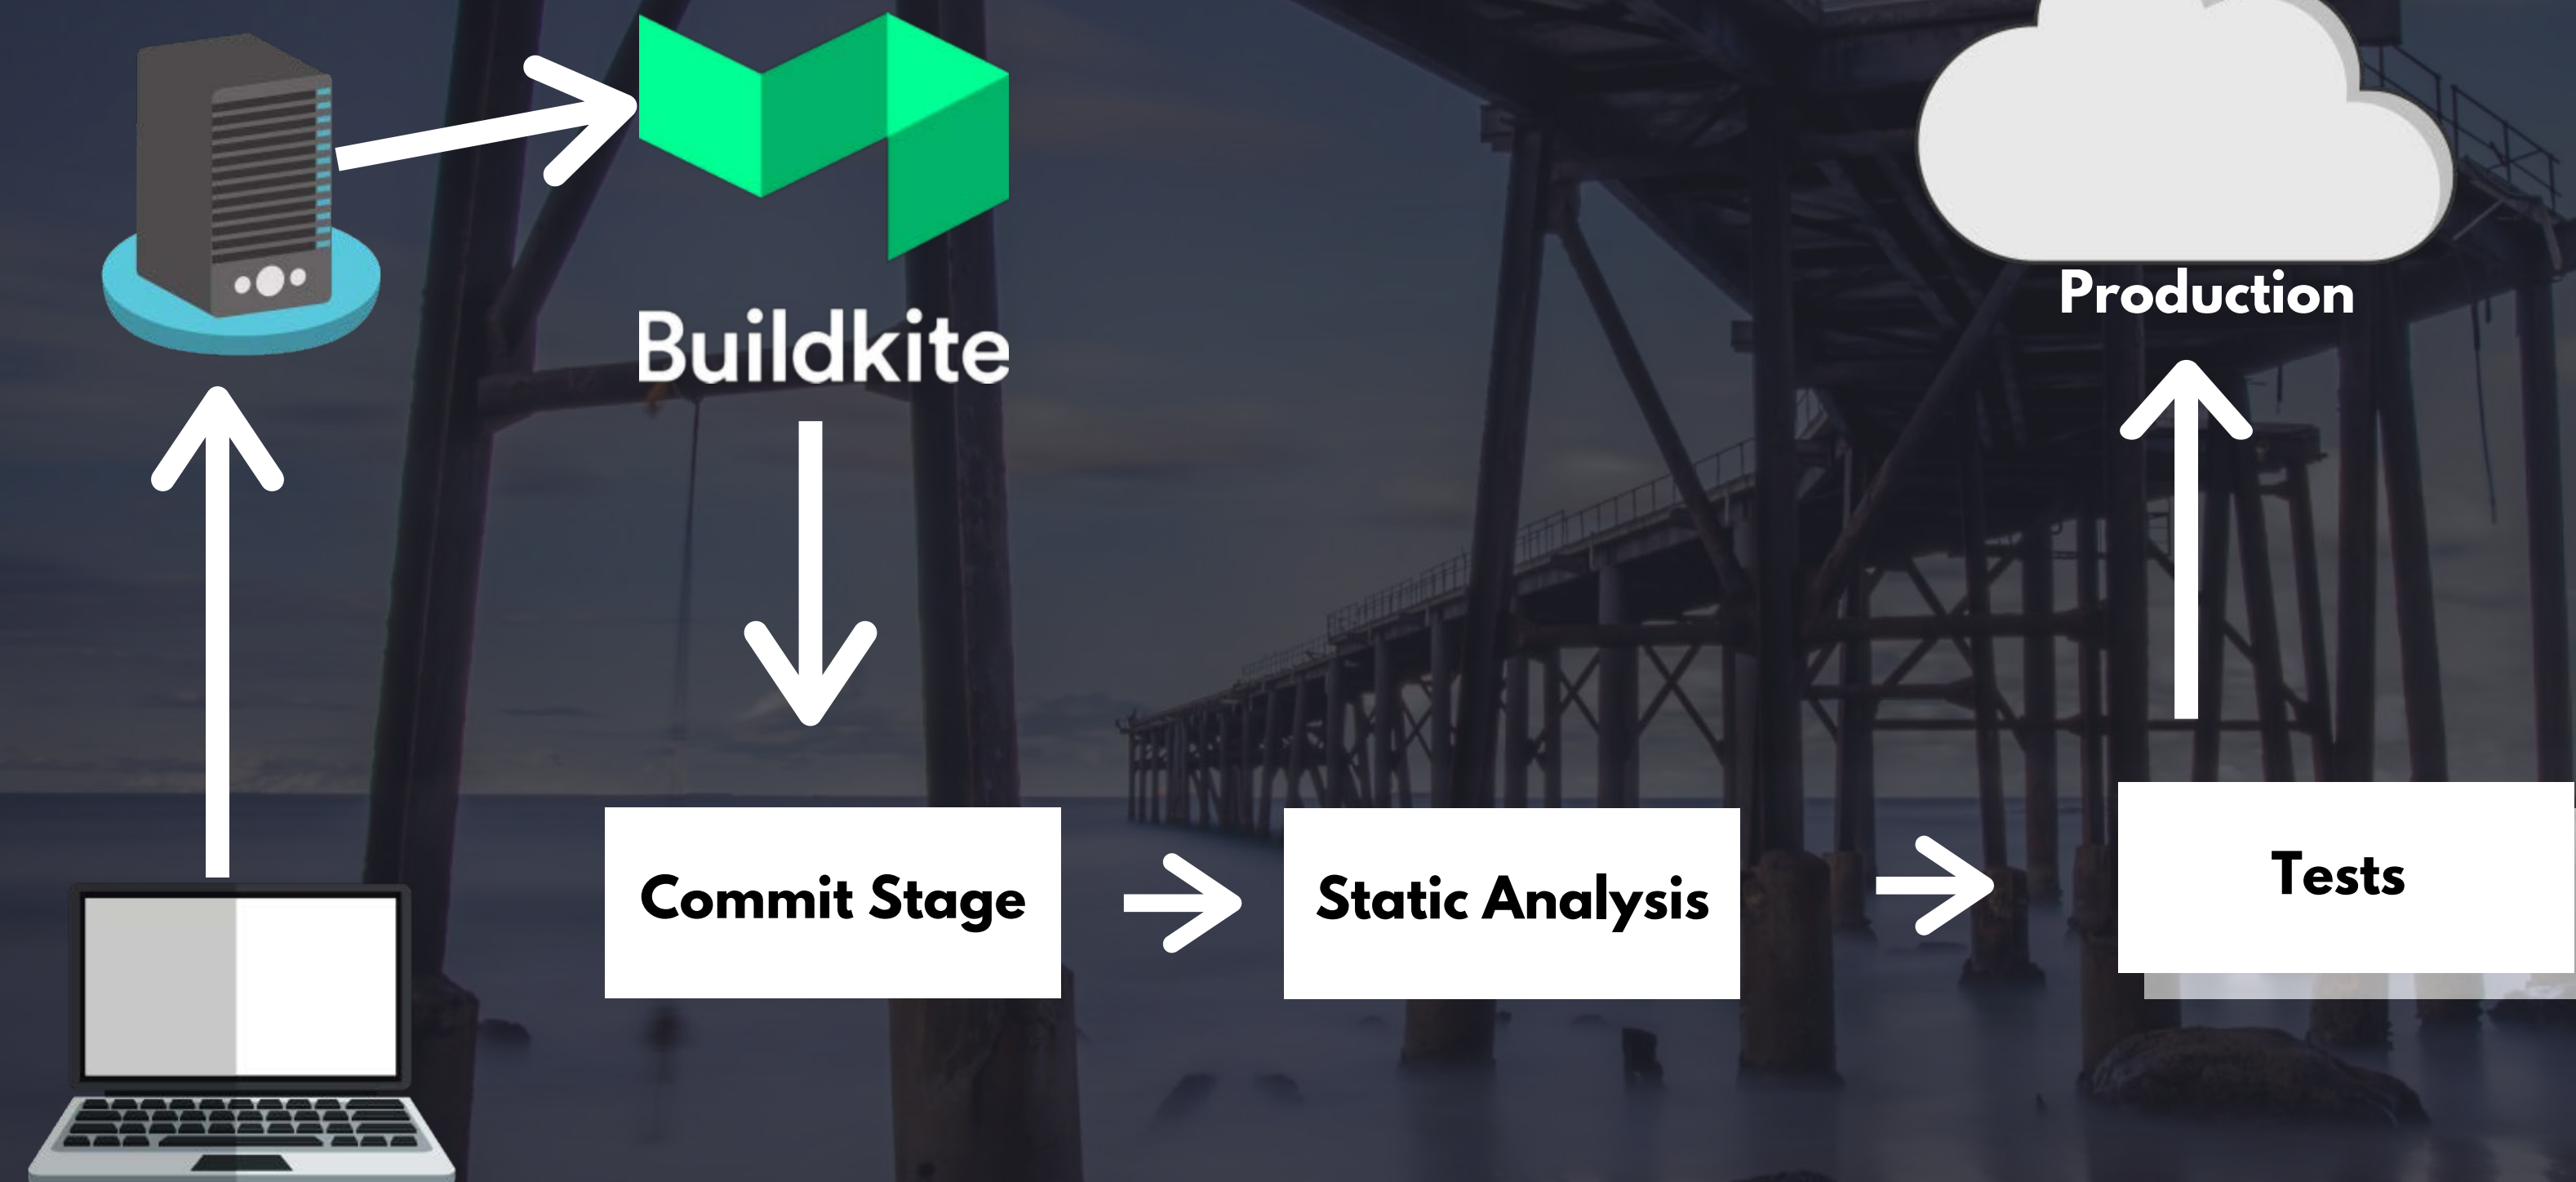 Buildkite
Production
Commit Stage
Static Analysis
Tests